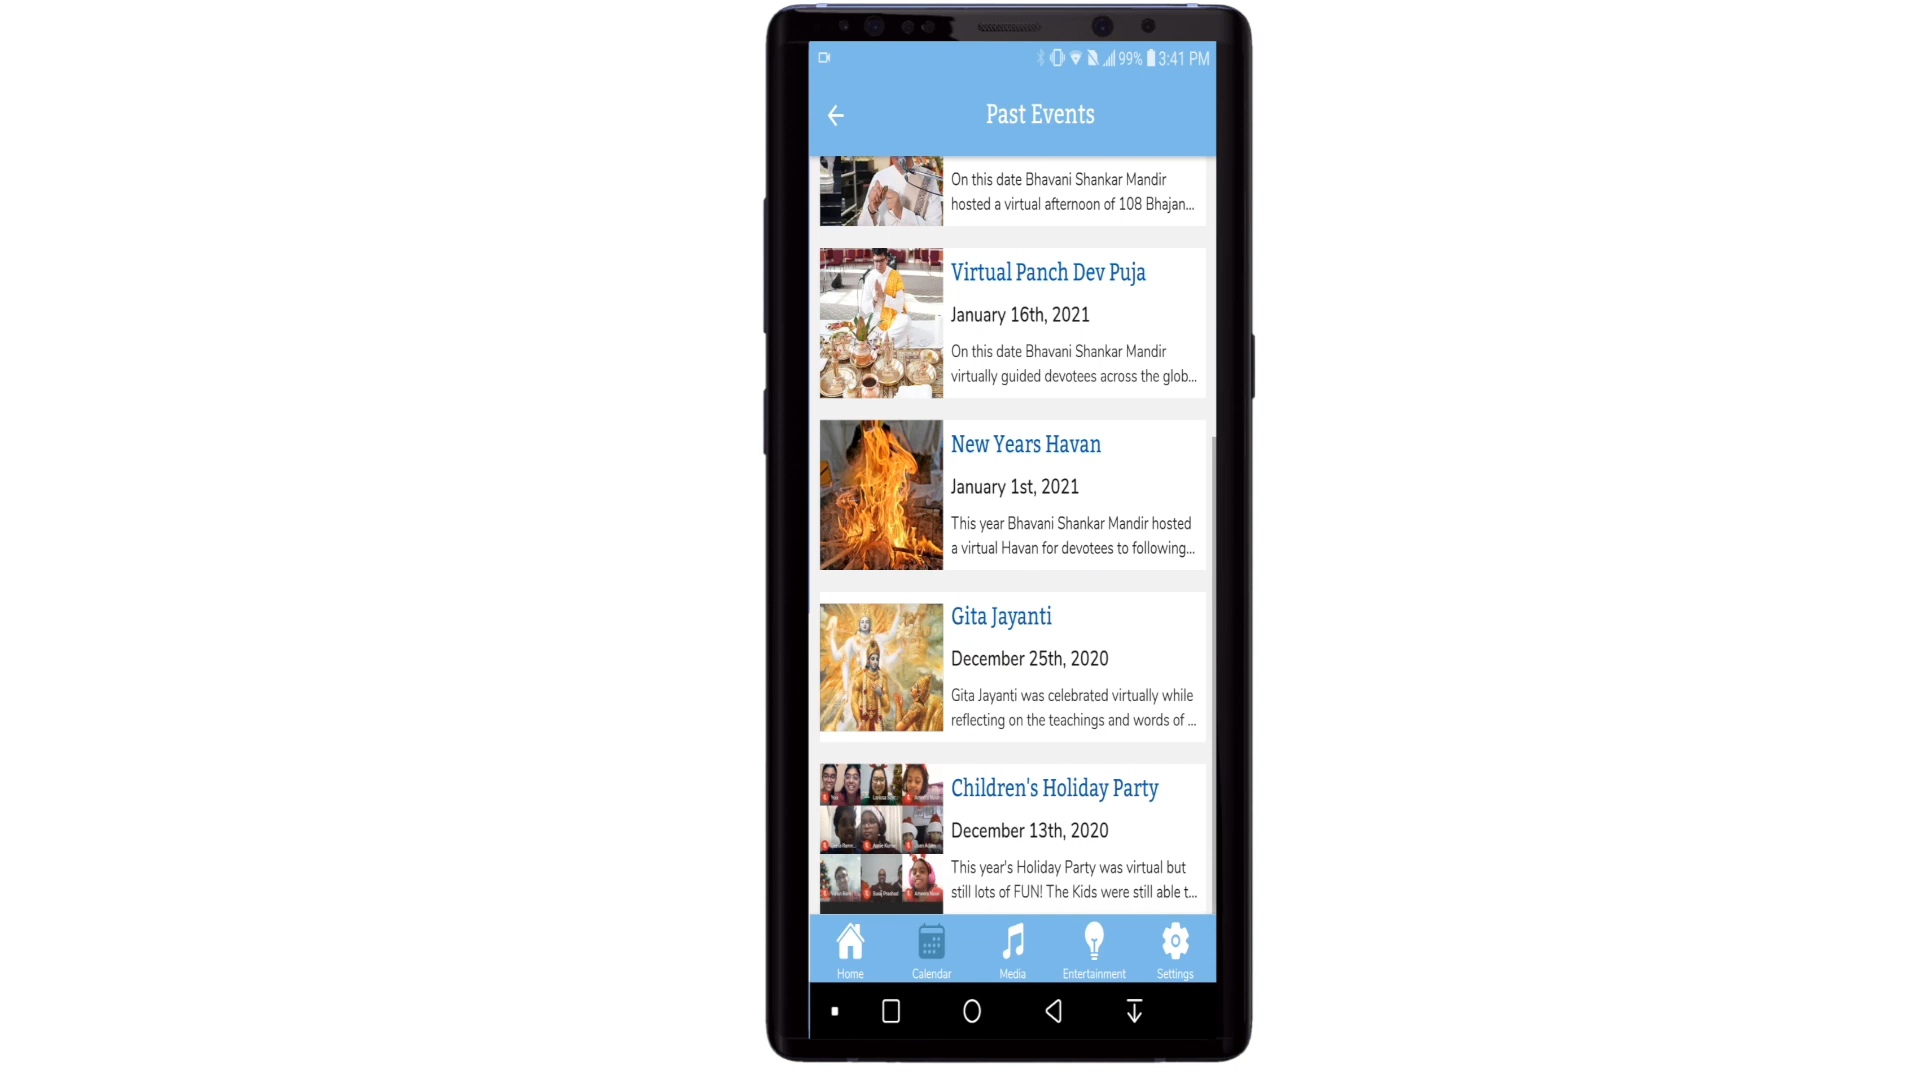 99% 3:41 PM
Past Events
On this date Bhavani Shankar Mandir
hosted a virtual afternoon of 108 Bhajan...
Virtual Panch Dev Puja
January 16th, 2021
On this date Bhavani Shankar Mandir
virtually guided devotees across the glob...
New Years Havan
January 1st, 2021
This year Bhavani Shankar Mandir hosted
a virtual Havan for devotees to following...
Gita Jayanti
December 25th, 2020
Gita Jayanti was celebrated virtually while
reflecting on the teachings and words of ...
Children's Holiday Party
December 13th, 2020
This year's Holiday Party was virtual but
still lots of FUN! The Kids were still able t...
Home
Calendar
Media
Entertainment
Settings